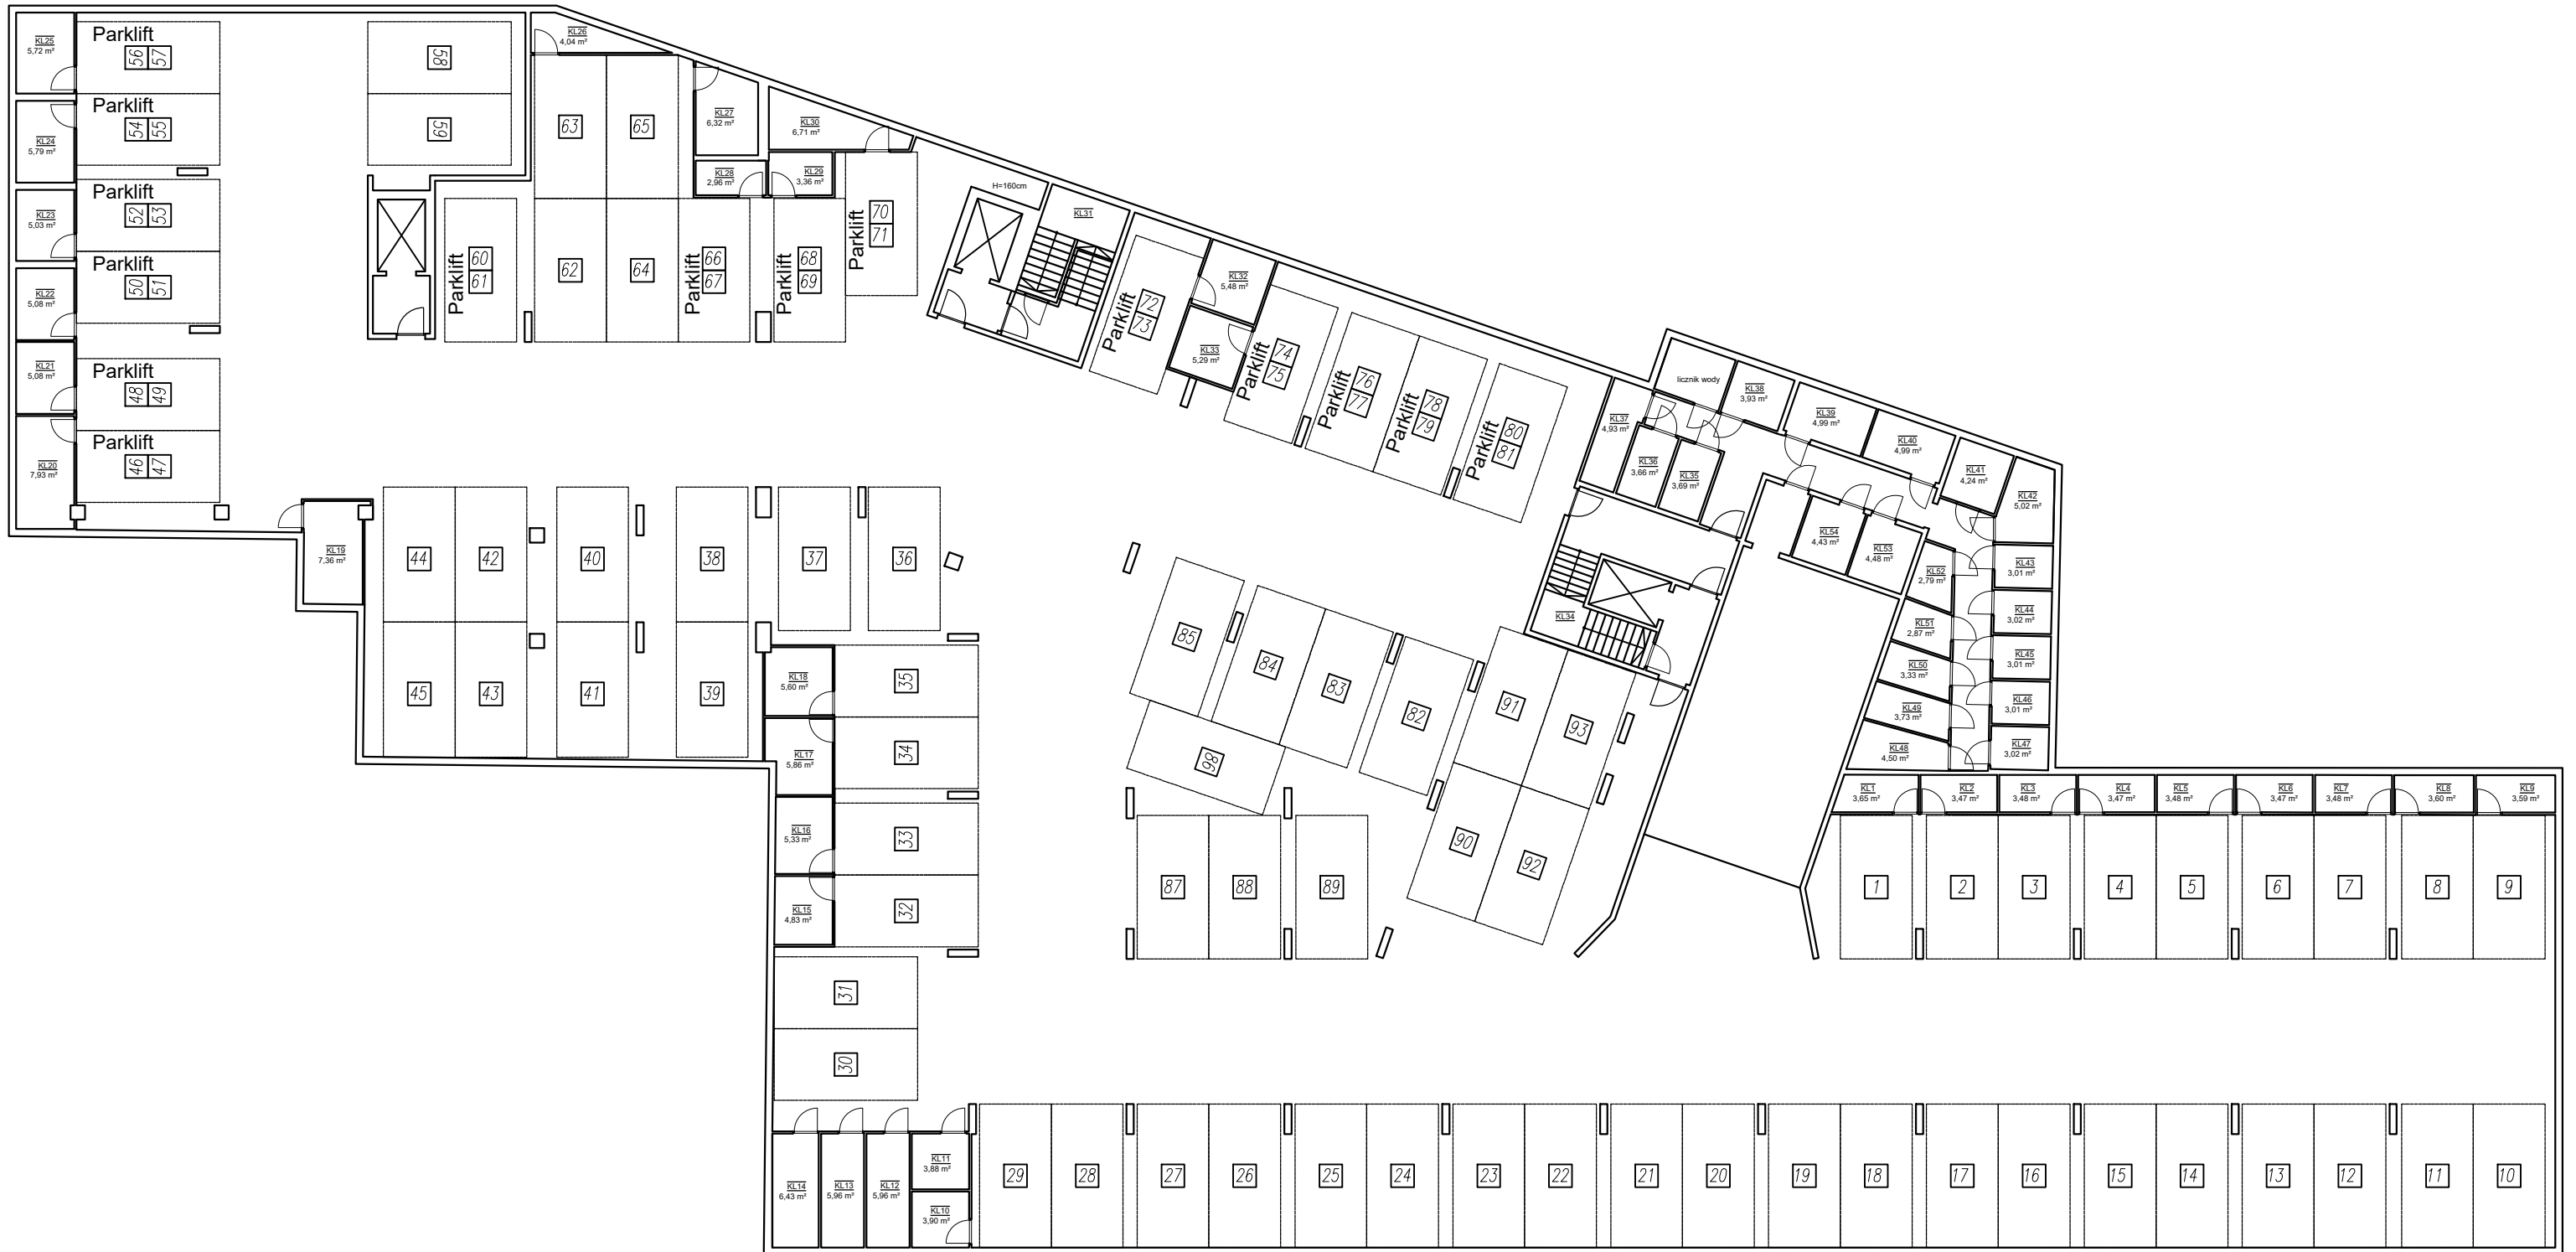 KL25
5,72 m²
Parklift
56 57
58
KL26
4,04 m²
KL24
5,79 m²
Parklift
54 55
59
63
65
KL27
6,32 m²
KL30
6,71 m²
KL28
2,96 m²
KL29
3,36 m²
KL23
5,03 m²
Parklift
52 53
KL22
5,08 m²
Parklift
50 51
Parklift
60
61
62
64
Parklift
66
67
Parklift
68
69
Parklift
70
71
H=160cm
KL31
Parklift
72
73
KL32
5,48 m²
KL33
5,29 m²
Parklift
74
75
Parklift
76
77
Parklift
78
79
Parklift
80
81
KL21
5,08 m²
Parklift
48 49
KL20
7,93 m²
Parklift
46 47
licznik wody
KL38
3,93 m²
KL37
4,93 m²
KL39
4,99 m²
KL40
4,99 m²
KL36
3,66 m²
KL35
3,69 m²
KL41
4,24 m²
KL42
5,02 m²
KL54
4,43 m²
KL53
4,48 m²
KL19
7,36 m²
44
42
40
38
37
36
KL52
2,79 m²
KL43
3,01 m²
KL34
KL51
2,87 m²
KL44
3,02 m²
85
84
83
82
KL50
3,33 m²
KL45
3,01 m²
45
43
41
39
KL18
5,60 m²
35
91
93
KL49
3,73 m²
KL46
3,01 m²
KL17
5,86 m²
34
86
KL48
4,50 m²
KL47
3,02 m²
KL1
3,65 m²
KL2
3,47 m²
KL3
3,48 m²
KL4
3,47 m²
KL5
3,48 m²
KL6
3,47 m²
KL7
3,48 m²
KL8
3,60 m²
KL9
3,59 m²
KL16
5,33 m²
33
90
92
KL15
4,83 m²
32
87
88
89
1
2
3
4
5
6
7
8
9
31
30
KL14
6,43 m²
KL13
5,96 m²
KL12
5,96 m²
KL11
3,88 m²
KL10
3,90 m²
29
28
27
26
25
24
23
22
21
20
19
18
17
16
15
14
13
12
11
10